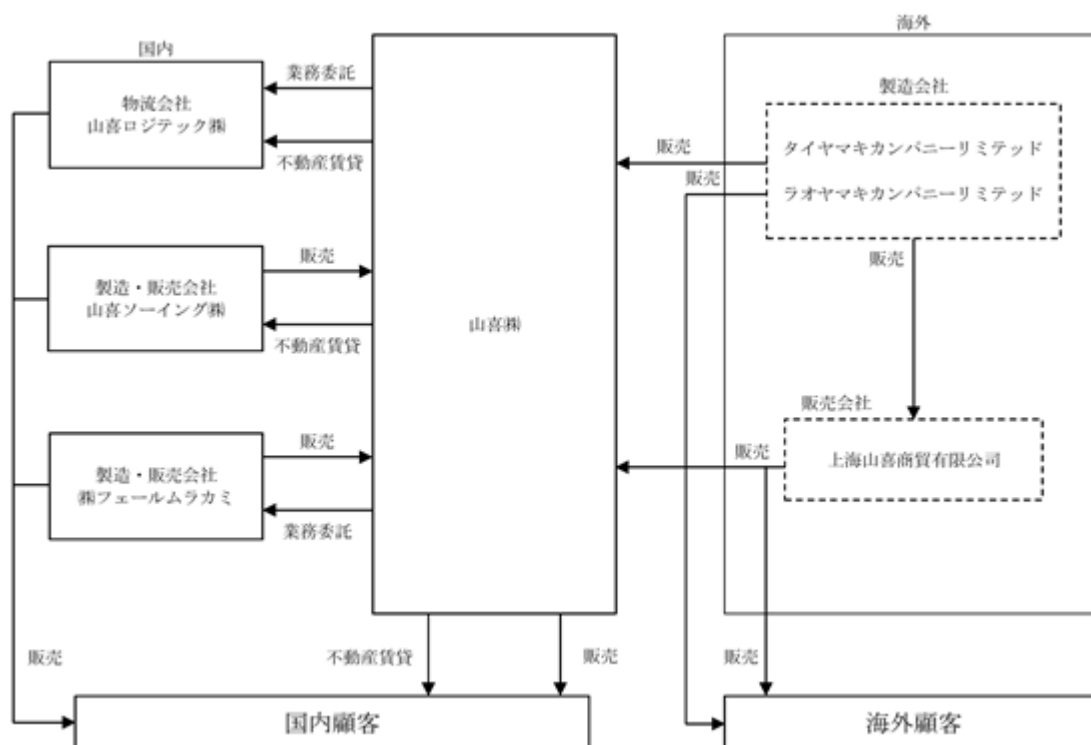 海外
国内
業務委託
物流会社
山喜ロジテック㈱
不動産賃貸
製造会社
タイヤマキカンパニーリミテッド
ラオヤマキカンパニーリミテッド
販売
販売
販売
販売
製造・販売会社
山喜ソーイング㈱
不動産賃貸
山喜㈱
販売会社
上海山喜商貿有限公司
販売
販売
製造・販売会社
㈱フェールムラカミ
業務委託
販売
不動産賃貸
販売
販売
国内顧客
海外顧客